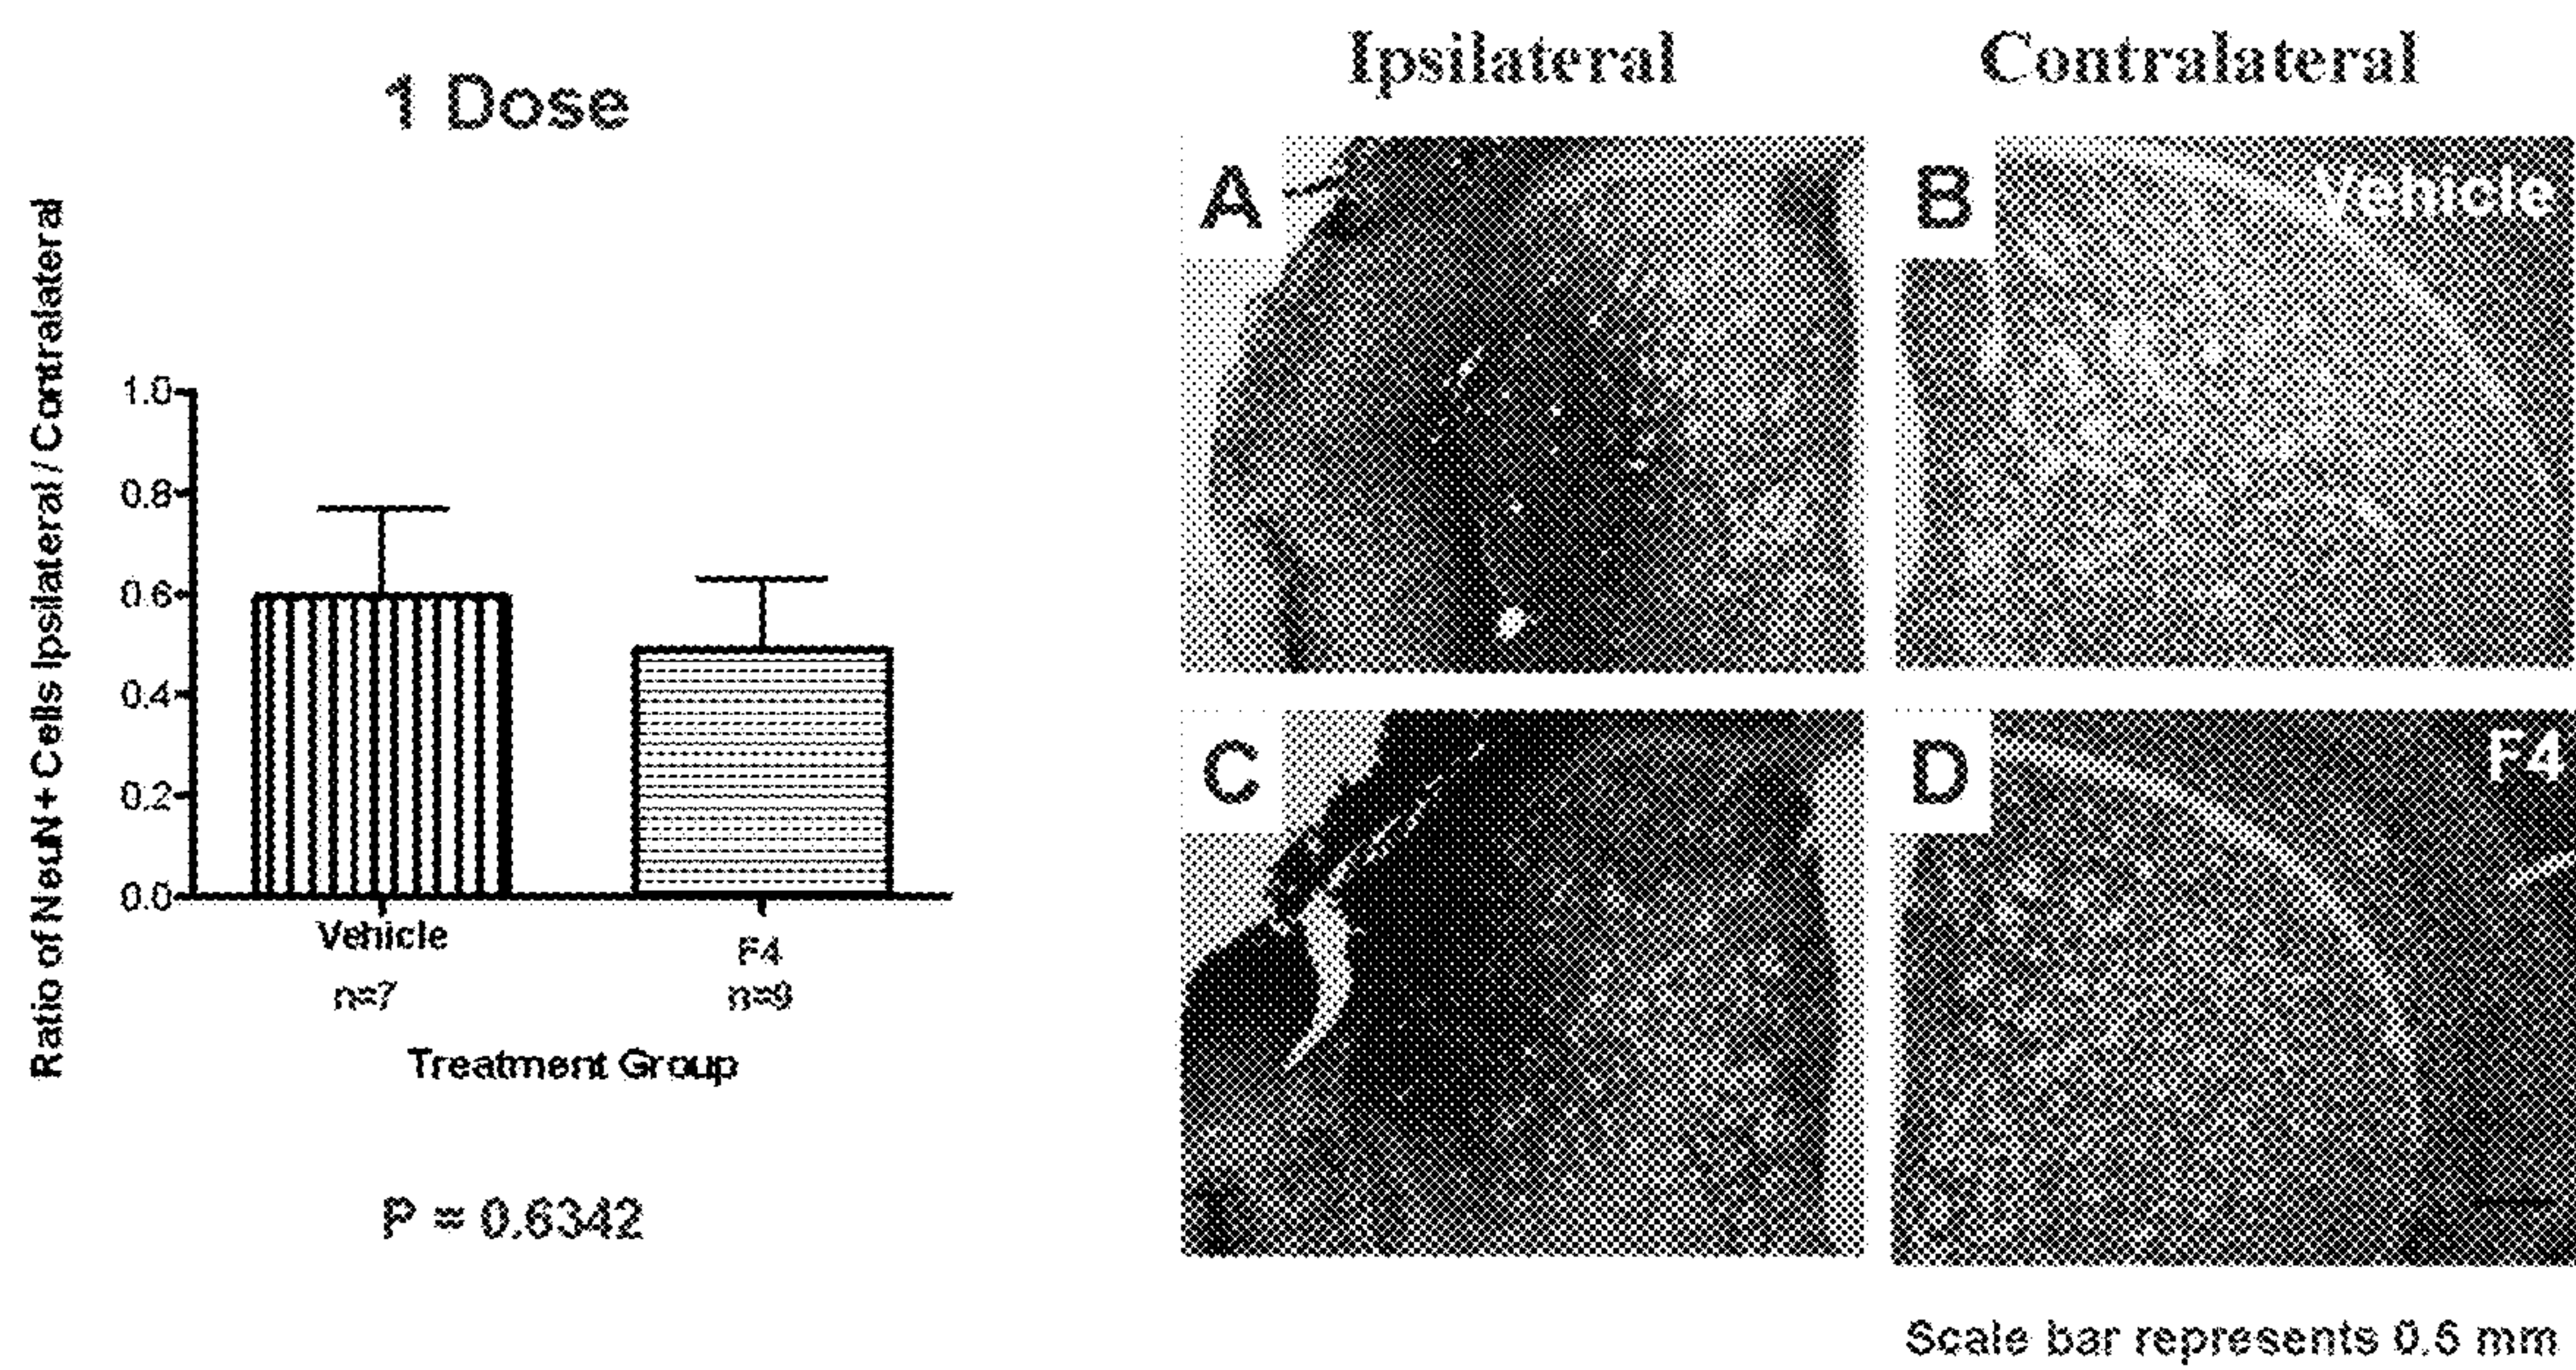 1 Dose
Ratio of NeuN+ Cells Ipsilateral / Contralateral
1.0
0.8
0.6
0.4
0.2
0.0
Vehicle
n=7
F4
n=9
Treatment Group
P = 0.6342
Ipsilateral
Contralateral
A
B
Vehicle
C
D
F4
Scale bar represents 0.5 mm